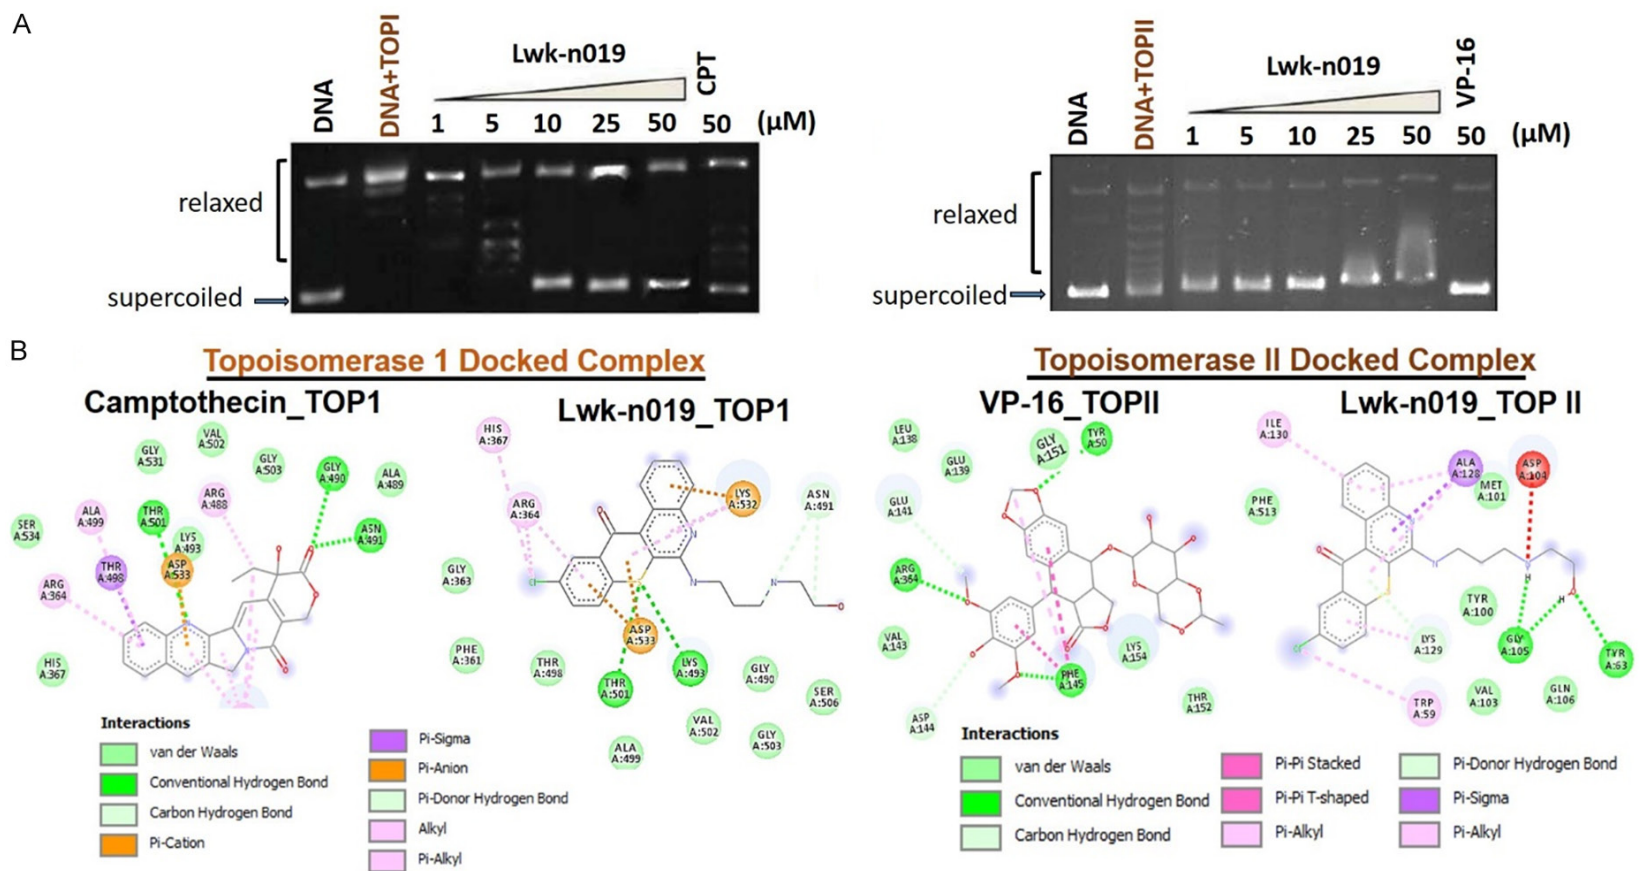 A
DNA
DNA+TOPI
Lwk-n019
CPT
1 5 10 25 50 50 (μM)
relaxed
supercoiled
DNA
DNA+TOPII
Lwk-n019
VP-16
1 5 10 25 50 50 (μM)
relaxed
supercoiled
B
Topoisomerase 1 Docked Complex
Camptothecin_TOP1
GLY
A:531
VAL
A:502
GLY
A:503
GLY
A:490
ALA
A:489
ARG
A:488
ALA
A:499
THR
A:501
ASN
A:491
SER
A:534
LYS
A:493
THR
A:498
ASP
A:533
ARG
A:364
HIS
A:367
Lwk-n019_TOP1
HIS
A:367
ARG
A:364
LYS
A:532
ASN
A:491
Cl
N
N
N
GLY
A:363
ASP
A:533
PHE
A:361
THR
A:498
THR
A:501
LYS
A:493
GLY
A:490
SER
A:506
VAL
A:502
GLY
A:503
ALA
A:499
Interactions
van der Waals
Conventional Hydrogen Bond
Carbon Hydrogen Bond
Pi-Cation
Pi-Sigma
Pi-Anion
Pi-Donor Hydrogen Bond
Alkyl
Pi-Alkyl
Topoisomerase II Docked Complex
VP-16_TOPII
LEU
A:138
GLU
A:139
GLY
A:151
TYR
A:50
GLU
A:141
ARG
A:364
VAL
A:143
LYS
A:154
PHE
A:145
THR
A:152
ASP
A:144
Lwk-n019_TOP II
ILE
A:130
ALA
A:128
ASP
A:104
MET
A:101
PHE
A:513
H
H
TYR
A:100
LYS
A:129
GLY
A:105
TYR
A:63
TRP
A:59
VAL
A:103
GLN
A:106
Interactions
van der Waals
Conventional Hydrogen Bond
Carbon Hydrogen Bond
Pi-Pi Stacked
Pi-Pi T-shaped
Pi-Alkyl
Pi-Donor Hydrogen Bond
Pi-Sigma
Pi-Alkyl